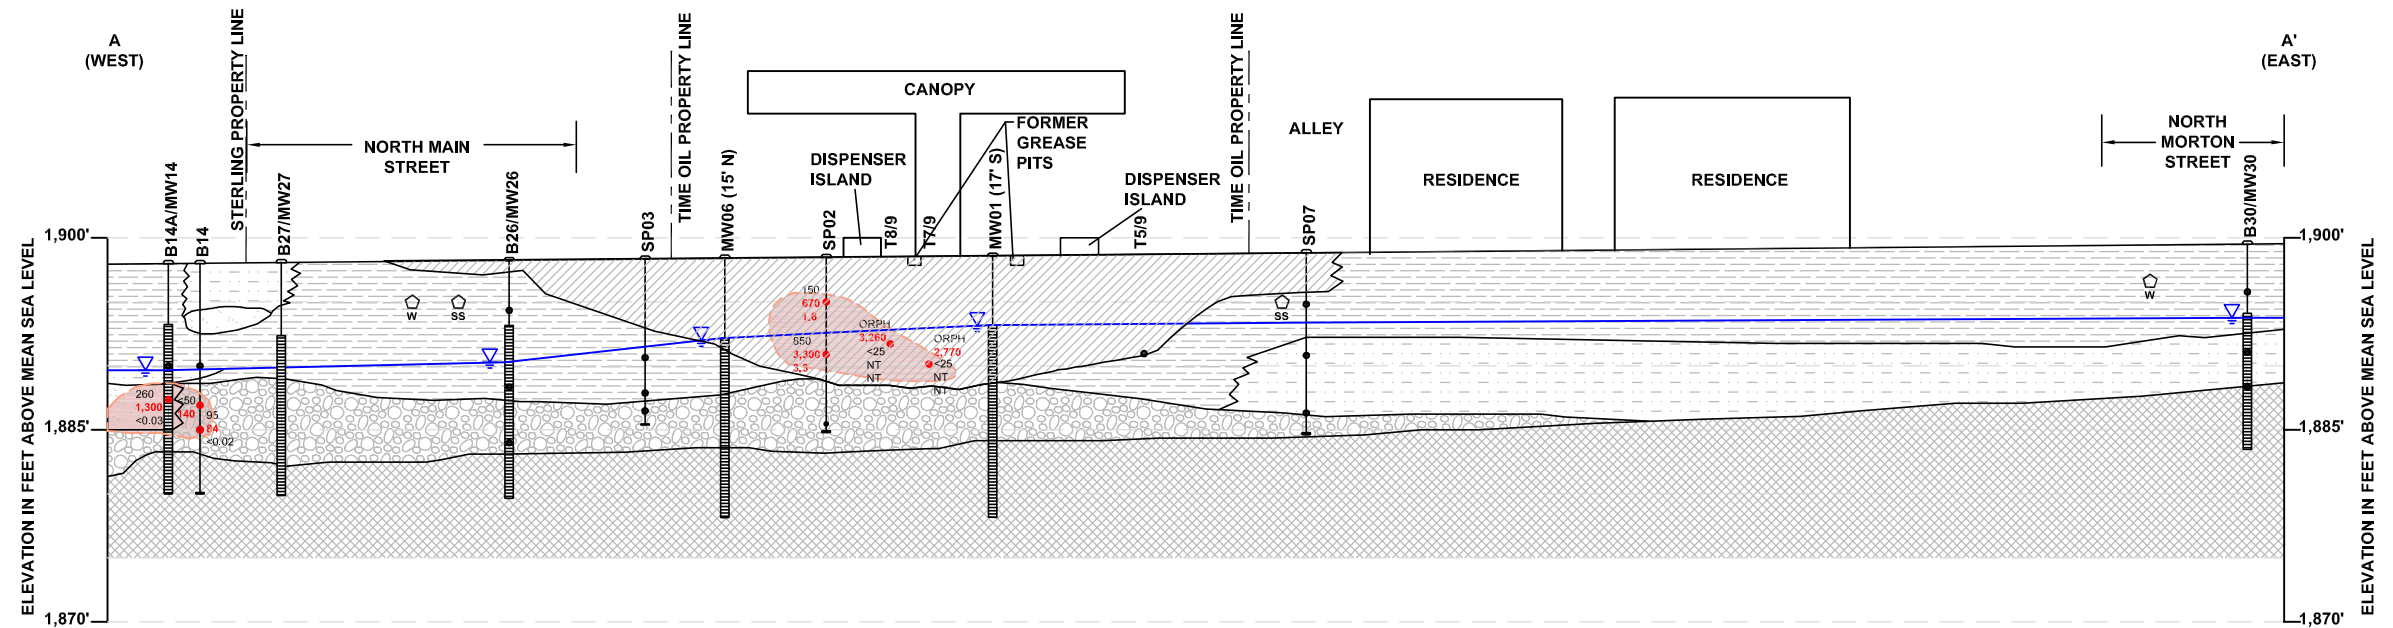 A
(WEST)
STERLING PROPERTY LINE
NORTH MAIN
STREET
TIME OIL PROPERTY LINE
CANOPY
FORMER
GREASE
PITS
DISPENSER
ISLAND
DISPENSER
ISLAND
TIME OIL PROPERTY LINE
ALLEY
RESIDENCE
RESIDENCE
NORTH
MORTON
STREET
A'
(EAST)
B14A/MW14
B14
B27/MW27
B26/MW26
SP03
MW06 (15' N)
SP02
T8/9
T7/9
MW01 (17' S)
T5/9
SP07
B30/MW30
ELEVATION IN FEET ABOVE MEAN SEA LEVEL
1,900'
1,885'
1,870'
W
SS
150
670
1.8
650
3,300
3.3
ORPH
3,260
<25
NT
NT
ORPH
2,770
<25
NT
NT
260
1,300
<0.03
<50
140
95
84
<0.02
SS
W
1,900'
1,885'
1,870'
ELEVATION IN FEET ABOVE MEAN SEA LEVEL